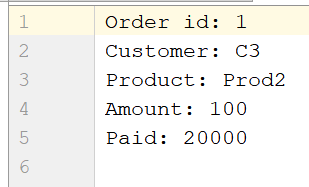 1 Order id: 1
2 Customer: C3
3 Product: Prod2
4 Amount: 100
5 Paid: 20000
6